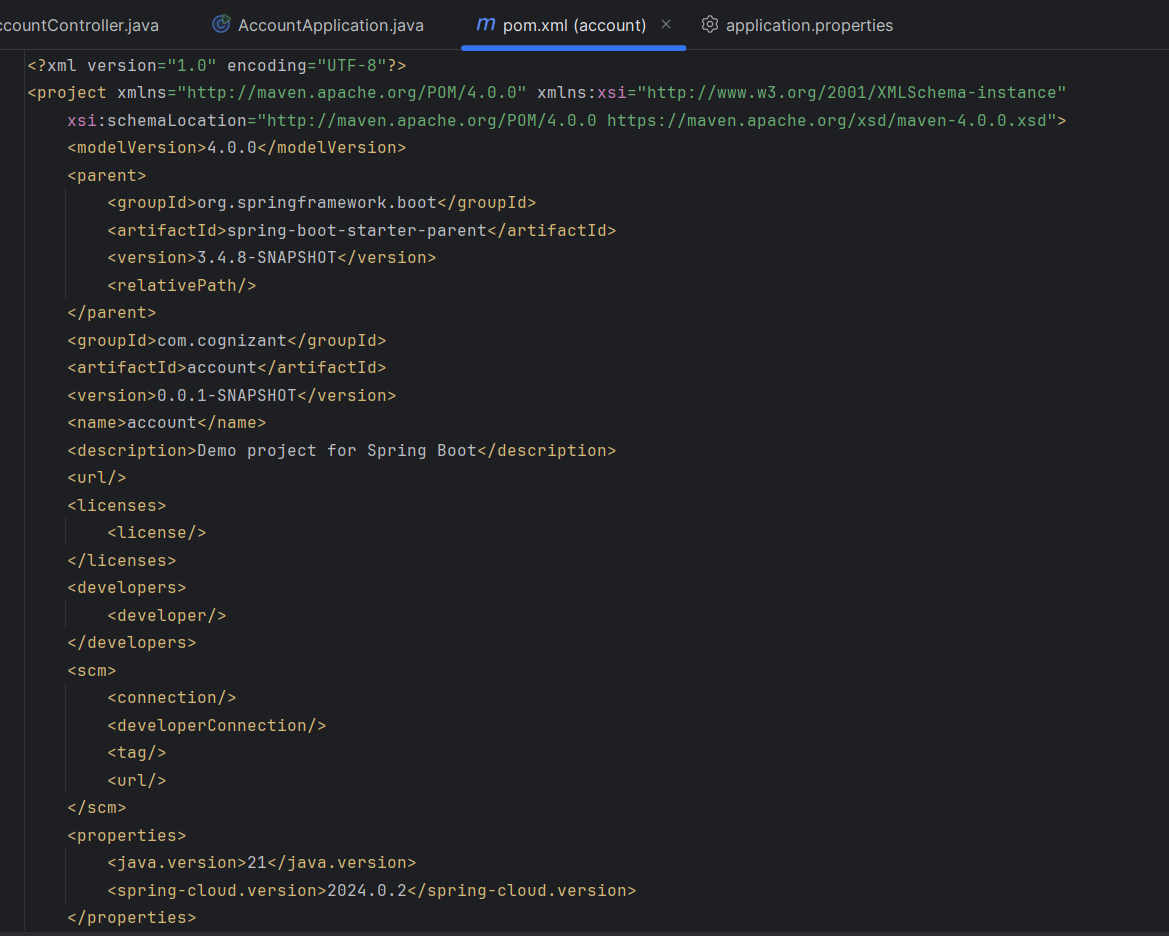 ccountController.java AccountApplication.java pom.xml (account) application.properties
<?xml version="1.0" encoding="UTF-8"?>
<project xmlns="http://maven.apache.org/POM/4.0.0" xmlns:xsi="http://www.w3.org/2001/XMLSchema-instance"
    xsi:schemaLocation="http://maven.apache.org/POM/4.0.0 https://maven.apache.org/xsd/maven-4.0.0.xsd">
    <modelVersion>4.0.0</modelVersion>
    <parent>
        <groupId>org.springframework.boot</groupId>
        <artifactId>spring-boot-starter-parent</artifactId>
        <version>3.4.8-SNAPSHOT</version>
        <relativePath/>
    </parent>
    <groupId>com.cognizant</groupId>
    <artifactId>account</artifactId>
    <version>0.0.1-SNAPSHOT</version>
    <name>account</name>
    <description>Demo project for Spring Boot</description>
    <url/>
    <licenses>
        <license/>
    </licenses>
    <developers>
        <developer/>
    </developers>
    <scm>
        <connection/>
        <developerConnection/>
        <tag/>
        <url/>
    </scm>
    <properties>
        <java.version>21</java.version>
        <spring-cloud.version>2024.0.2</spring-cloud.version>
    </properties>